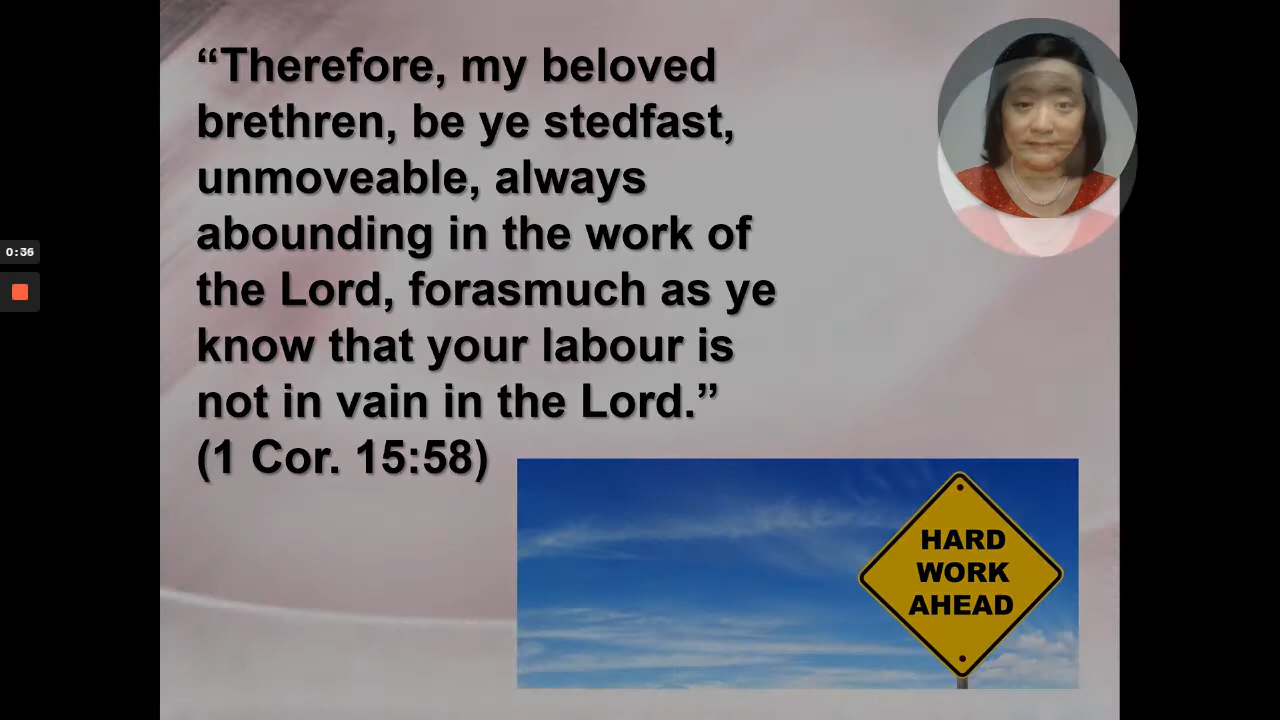 “Therefore, my beloved
brethren, be ye stedfast,
unmoveable, always
abounding in the work of
the Lord, forasmuch as ye
know that your labour is
not in vain in the Lord.”
(1 Cor. 15:58)
0:36
HARD
WORK
AHEAD